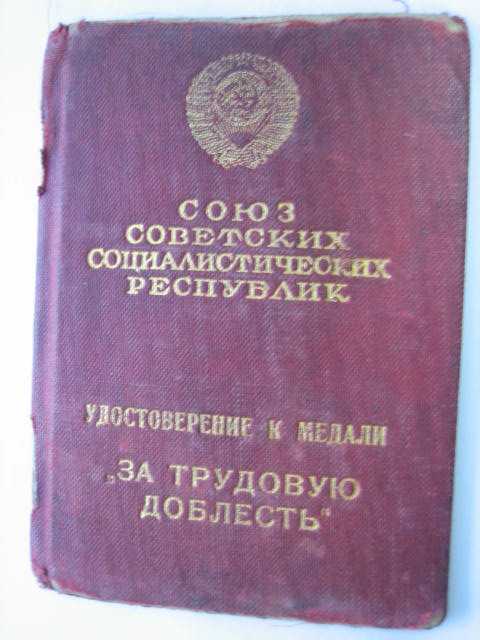 СОЮЗ
СОВЕТСКИХ
СОЦИАЛИСТИЧЕСКИХ
РЕСПУБЛИК
УДОСТОВЕРЕНИЕ К МЕДАЛИ
„ЗА ТРУДОВУЮ
ДОБЛЕСТЬ“